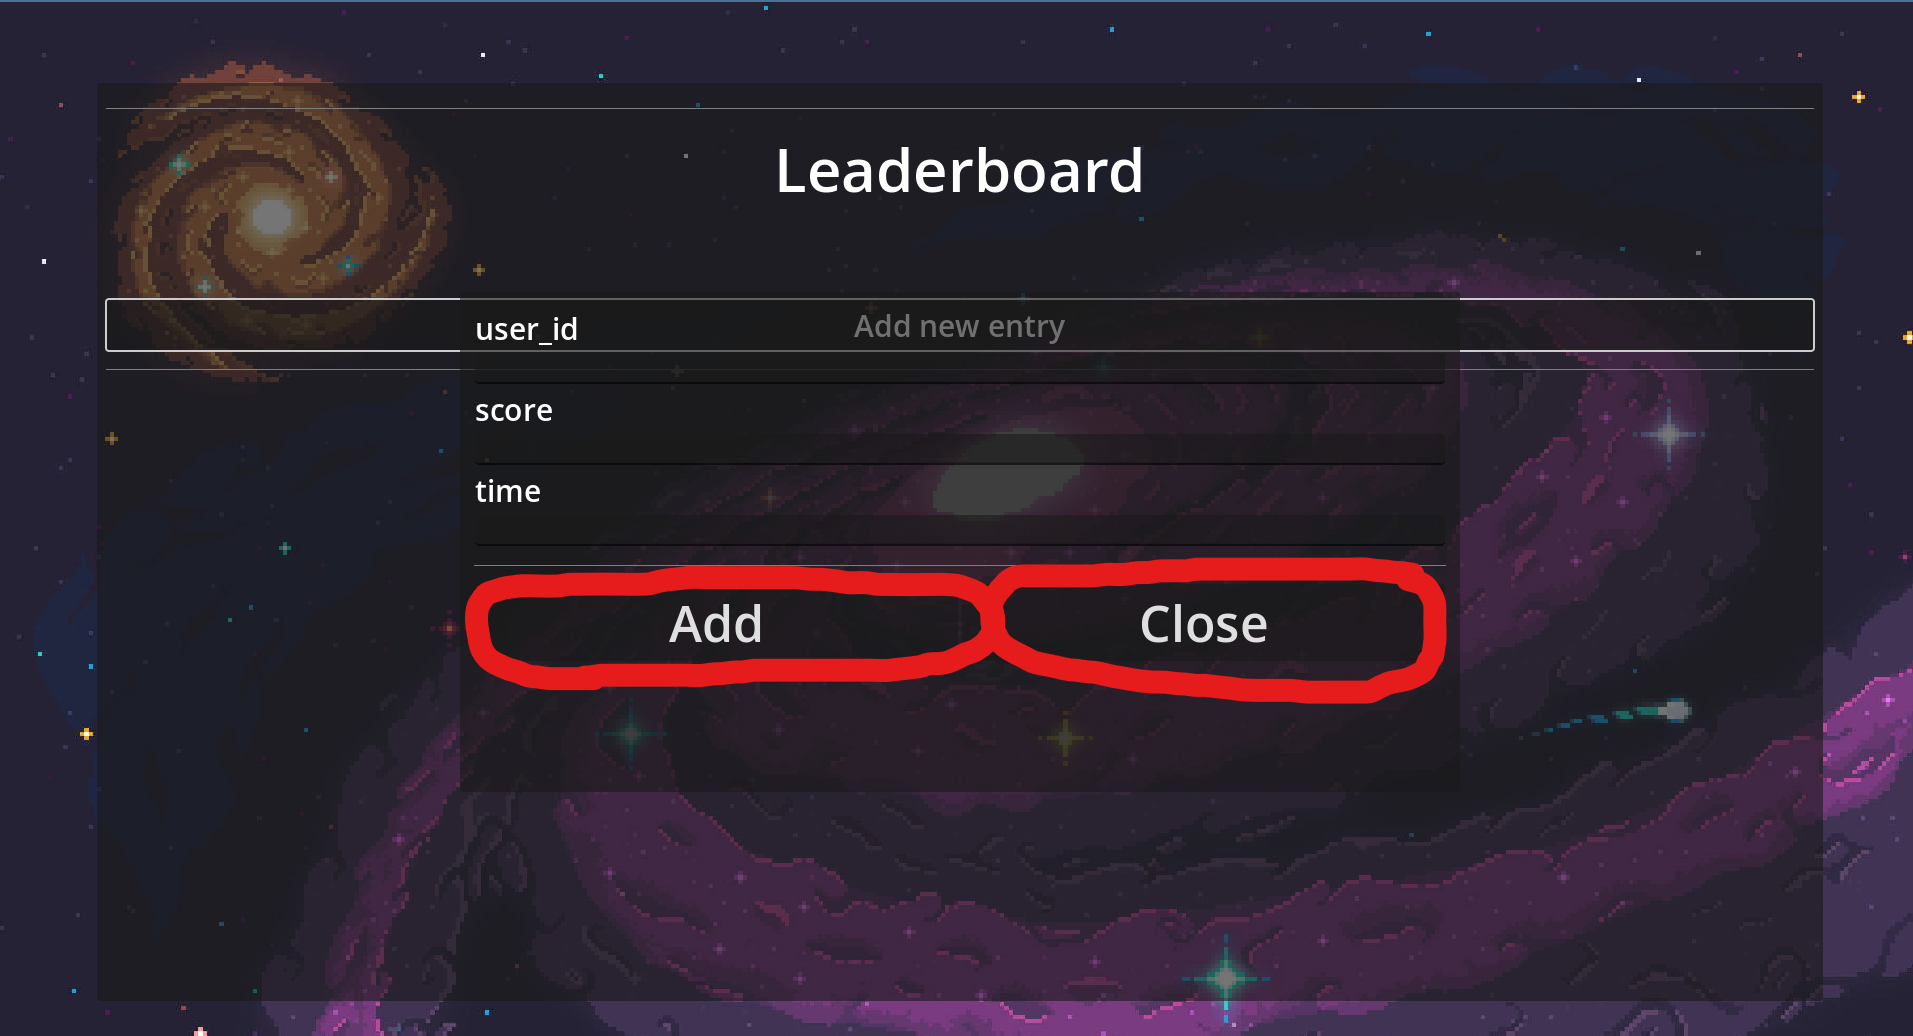 Leaderboard
Add new entry
user_id
score
time
Add
Close